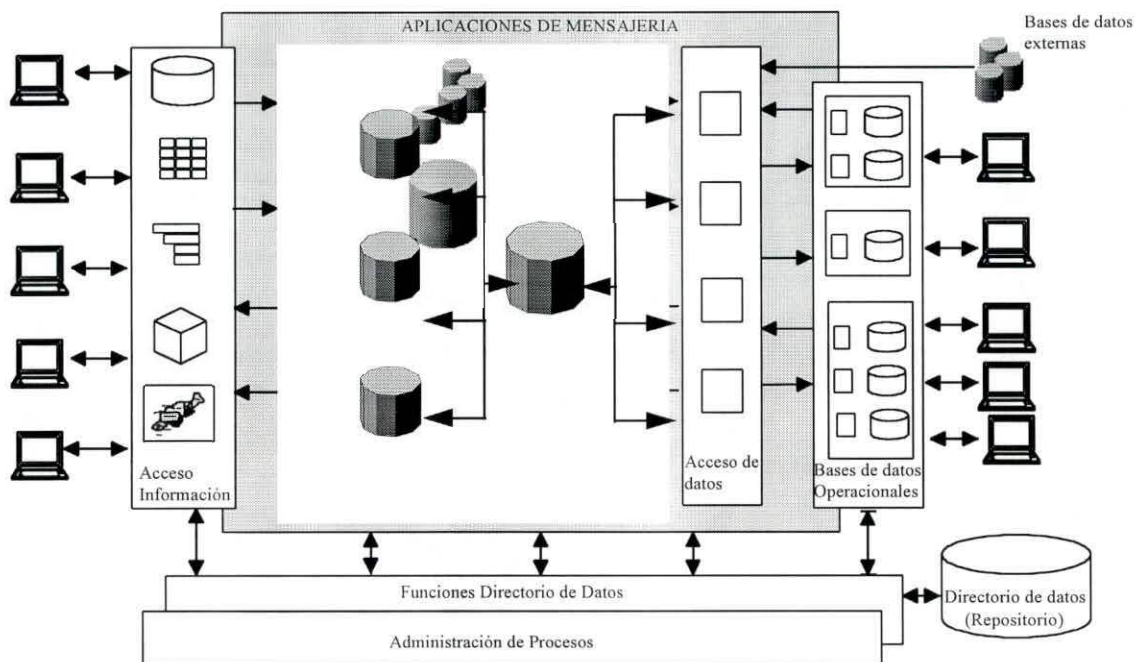 APLICACIONES DE MENSAJERIA
Bases de datos
externas
Acceso
Información
Acceso de
datos
Bases de datos
Operacionales
Funciones Directorio de Datos
Directorio de datos
(Repositorio)
Administración de Procesos